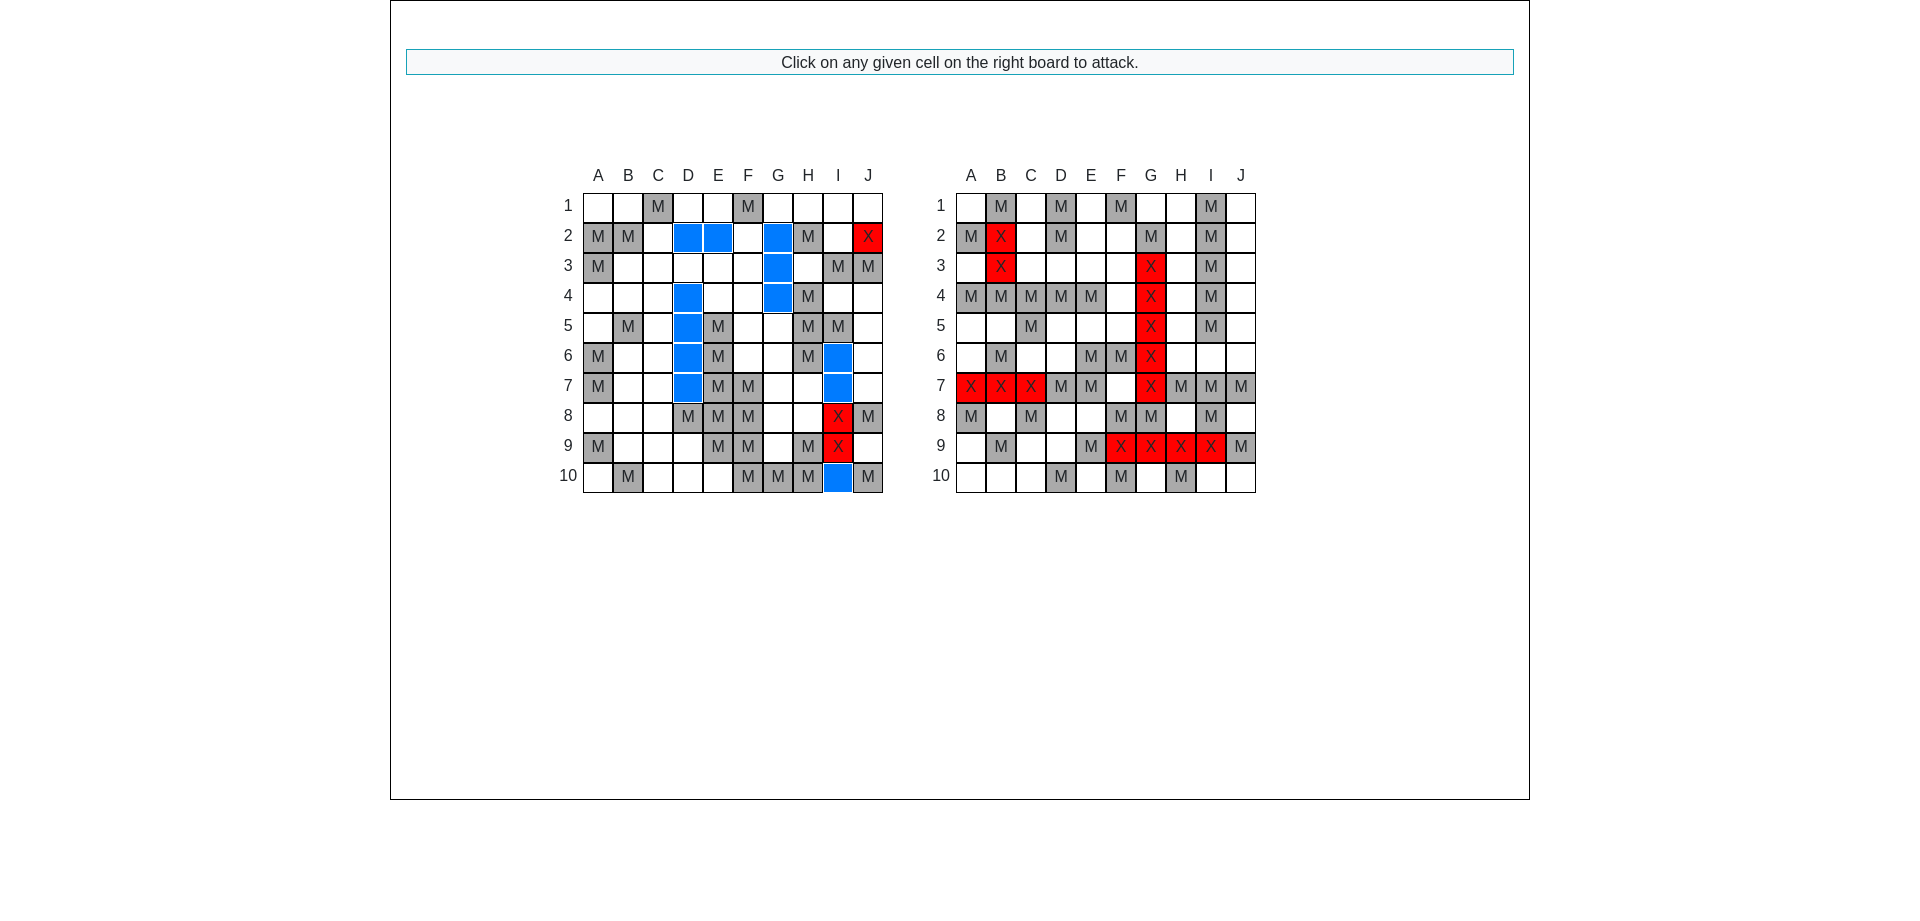 Click on any given cell on the right board to attack.
A B C D E F G H I J A B C D E F G H I J
1 M M 1 M M M M
2 M M M X 2 M X M M M
3 M M M 3 X X M
4 M 4 M M M M M X M
5 M M M M 5 M X M
6 M M M 6 M M M X
7 M M M 7 X X X M M X M M M
8 M M M X M 8 M M M M M
9 M M M M X 9 M M X X X X M
10 M M M M M 10 M M M